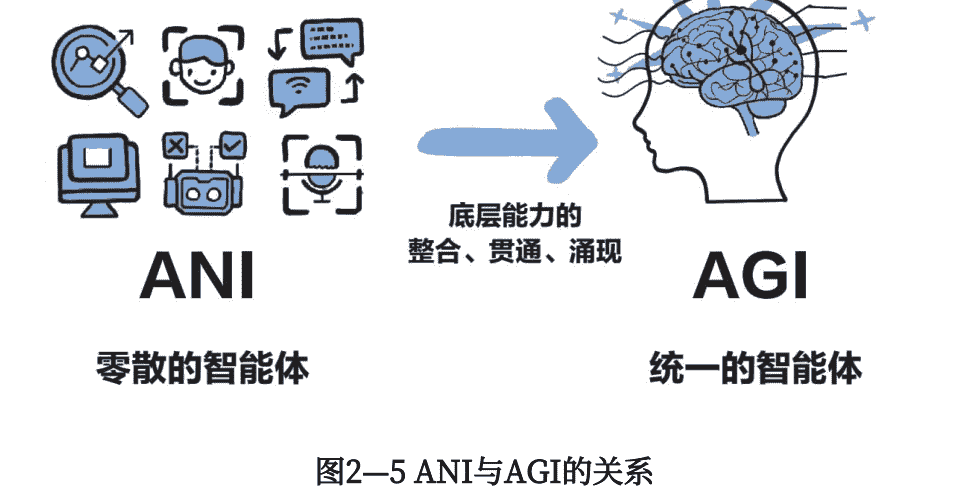 底层能力的
整合、贯通、涌现
ANI
AGI
零散的智能体
统一的智能体
图2—5 ANI与AGI的关系